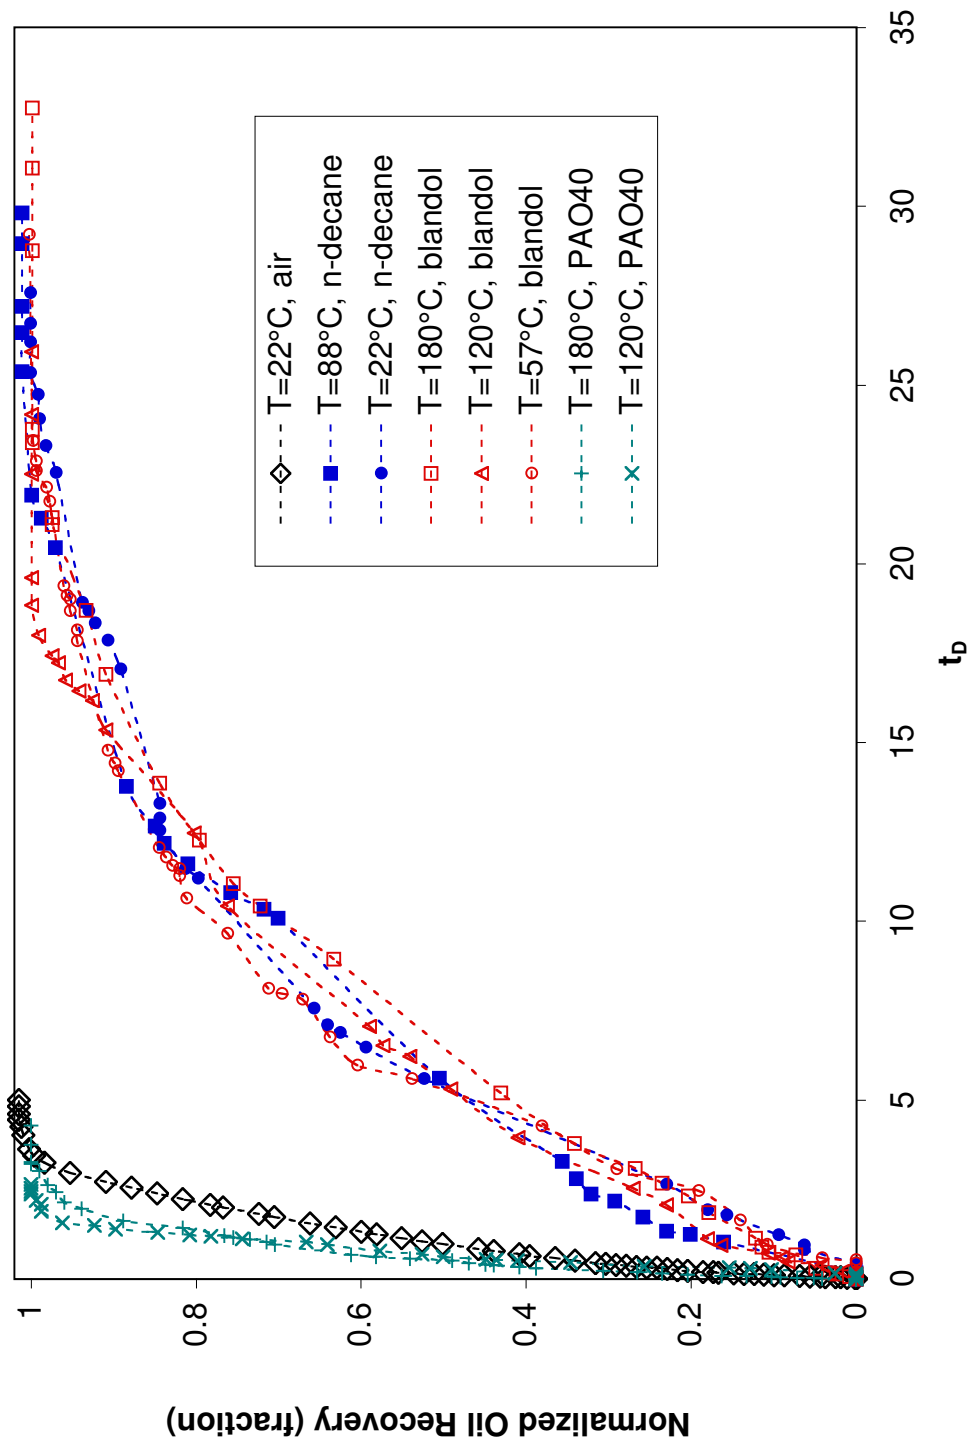 Normalized Oil Recovery (fraction)
1
0.8
0.6
0.4
0.2
0
0
5
10
15
20
25
30
35
tD
T=22°C, air
T=88°C, n-decane
T=22°C, n-decane
T=180°C, blandol
T=120°C, blandol
T=57°C, blandol
T=180°C, PAO40
T=120°C, PAO40